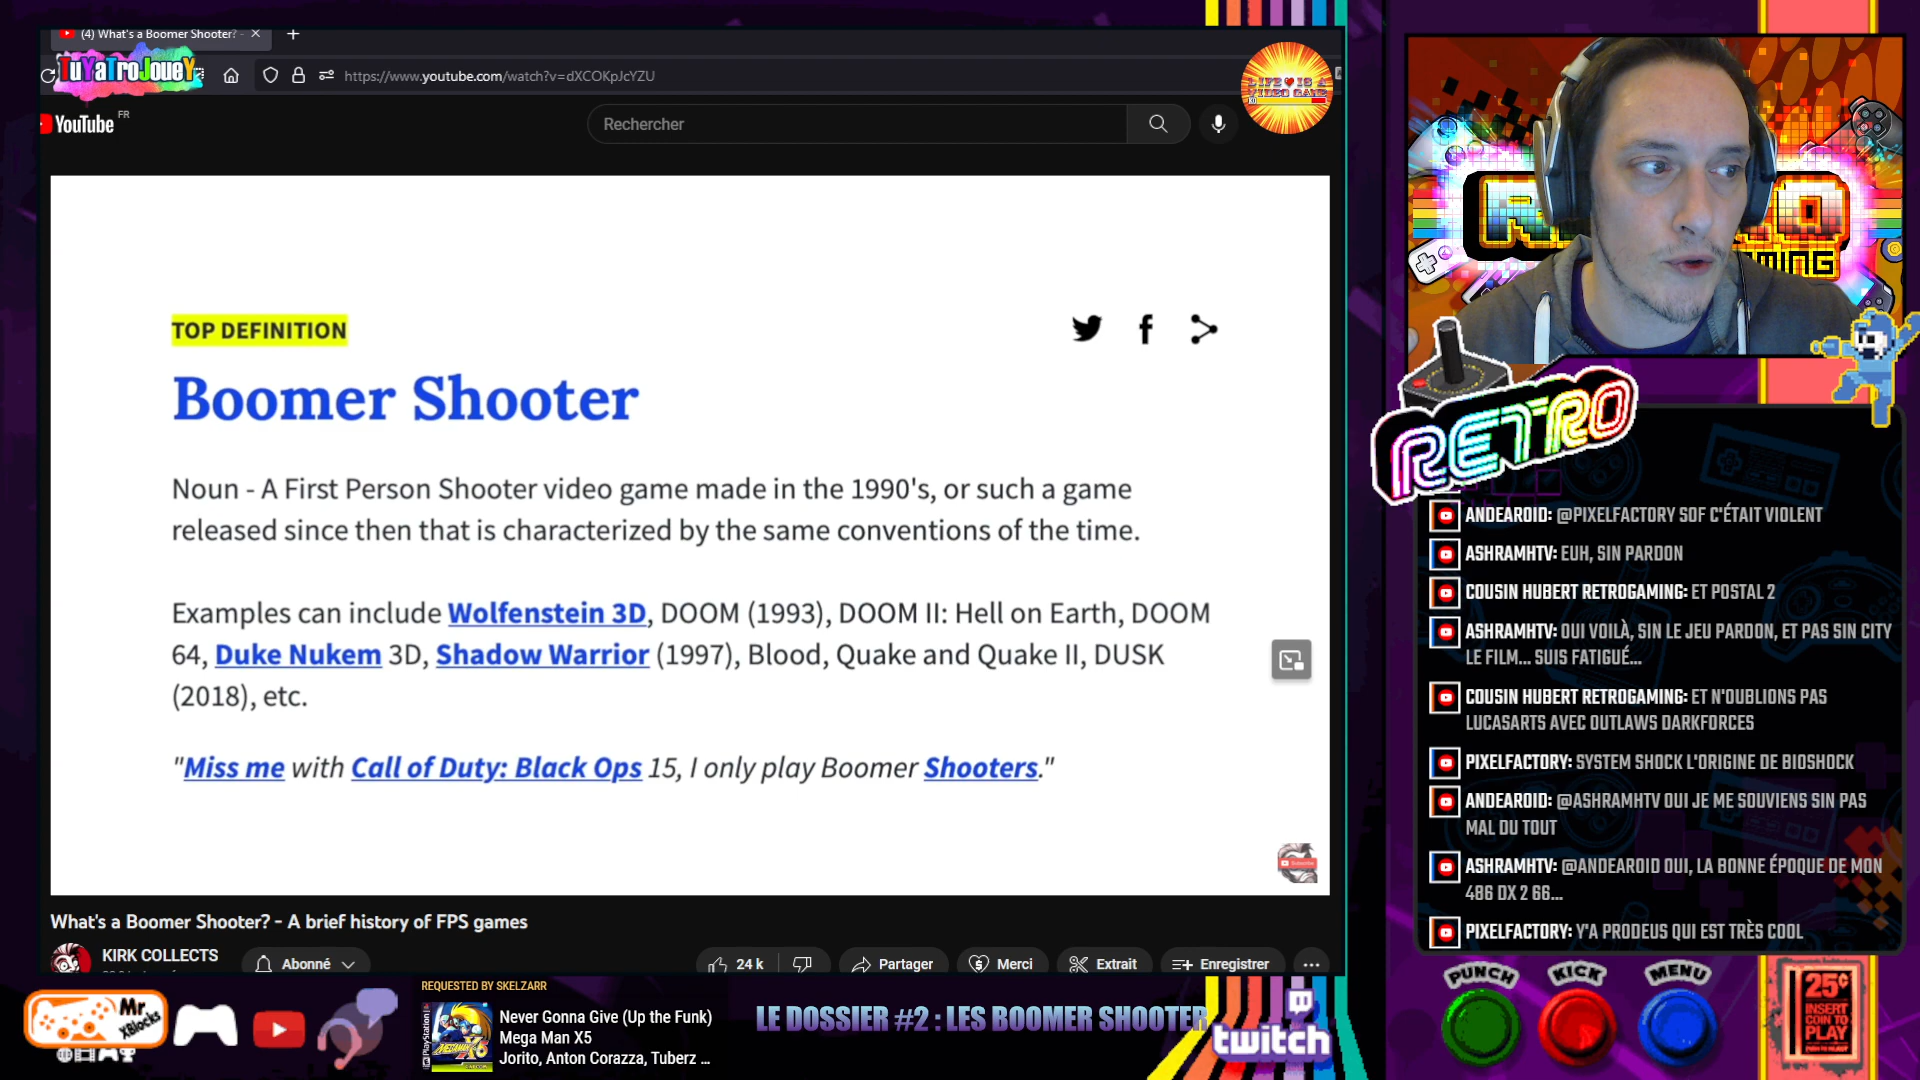 (4) What's a Boomer Shooter? -
TuYaTroJoueY
https://www.youtube.com/watch?v=dXCOKpJcYZU
LIFE IS A
VIDEO GAME
YouTube FR
Rechercher
TOP DEFINITION
Boomer Shooter
Noun - A First Person Shooter video game made in the 1990's, or such a game
released since then that is characterized by the same conventions of the time.
Examples can include Wolfenstein 3D, DOOM (1993), DOOM II: Hell on Earth, DOOM
64, Duke Nukem 3D, Shadow Warrior (1997), Blood, Quake and Quake II, DUSK
(2018), etc.
"Miss me with Call of Duty: Black Ops 15, I only play Boomer Shooters."
What's a Boomer Shooter? - A brief history of FPS games
KIRK COLLECTS
Abonné
24 k
Partager
Merci
Extrait
Enregistrer
RETRO
ANDEAROID: @PIXELFACTORY SOF C'ÉTAIT VIOLENT
ASHRAMHTV: EUH, SIN PARDON
COUSIN HUBERT RETROGAMING: ET POSTAL 2
ASHRAMHTV: OUI VOILÀ, SIN LE JEU PARDON, ET PAS SIN CITY
LE FILM... SUIS FATIGUÉ...
COUSIN HUBERT RETROGAMING: ET N'OUBLIONS PAS
LUCASARTS AVEC OUTLAWS DARKFORCES
PIXELFACTORY: SYSTEM SHOCK L'ORIGINE DE BIOSHOCK
ANDEAROID: @ASHRAMHTV OUI JE ME SOUVIENS SIN PAS
MAL DU TOUT
ASHRAMHTV: @ANDEAROID OUI, LA BONNE ÉPOQUE DE MON
486 DX 2 66...
PIXELFACTORY: Y'A PRODEUS QUI EST TRÈS COOL
Mr
XBlocks
REQUESTED BY SKELZARR
Never Gonna Give (Up the Funk)
Mega Man X5
Jorito, Anton Corazza, Tuberz ...
LE DOSSIER #2 : LES BOOMER SHOOTER
twitch
PUNCH
KICK
MENU
25¢
INSERT
COIN TO
PLAY